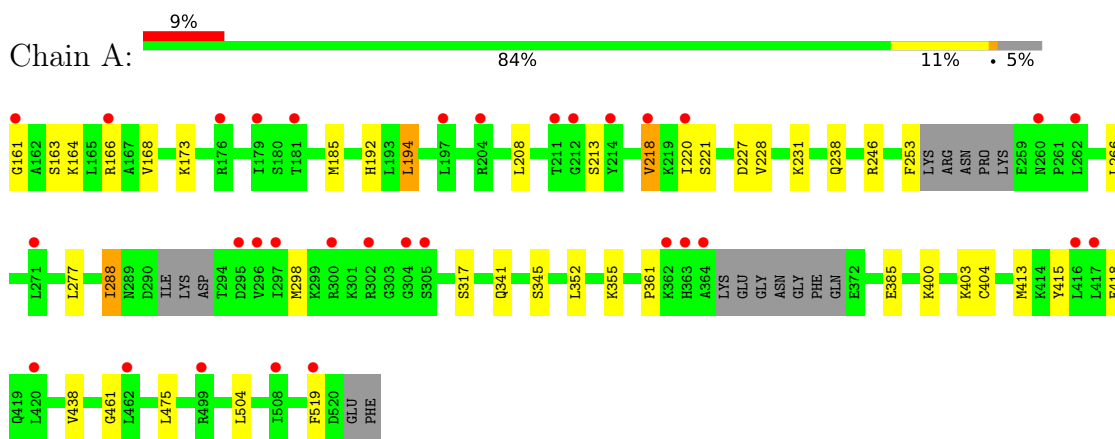 9%
Chain A:
84% 11% • 5%
G161 A162 S163 K164 L165 R166 A167 V168 K173 R176 I179 S180 T181 M185 H192 L193 L194 L197 R204 L208 T211 G212 S213 Y214 V218 K219 I220 S221 D227 V228 K231 Q238 R246 F253 LYS ARG ASN PRO LYS E259 N260 P261 L262 L266
L271 L277 I288 N289 D290 ILE LYS ASP T294 D295 V296 I297 M298 K299 R300 K301 R302 G303 G304 S305 S317 Q341 S345 L352 K355 P361 K362 H363 A364 LYS GLU GLY ASN GLY PHE GLN E372 E385 K400 K403 C404 M413 K414 Y415 L416 L417 E418
Q419 L420 V438 G461 L462 L475 R499 L504 I508 F519 D520 GLU PHE